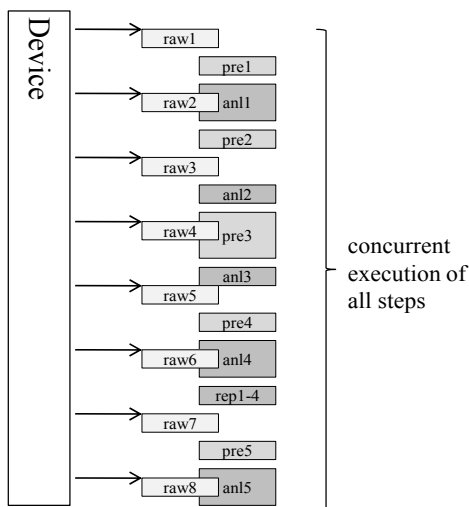 Device
raw1
pre1
raw2
anl1
pre2
raw3
anl2
raw4
pre3
anl3
raw5
pre4
raw6
anl4
rep1-4
raw7
pre5
raw8
anl5
concurrent
execution of
all steps